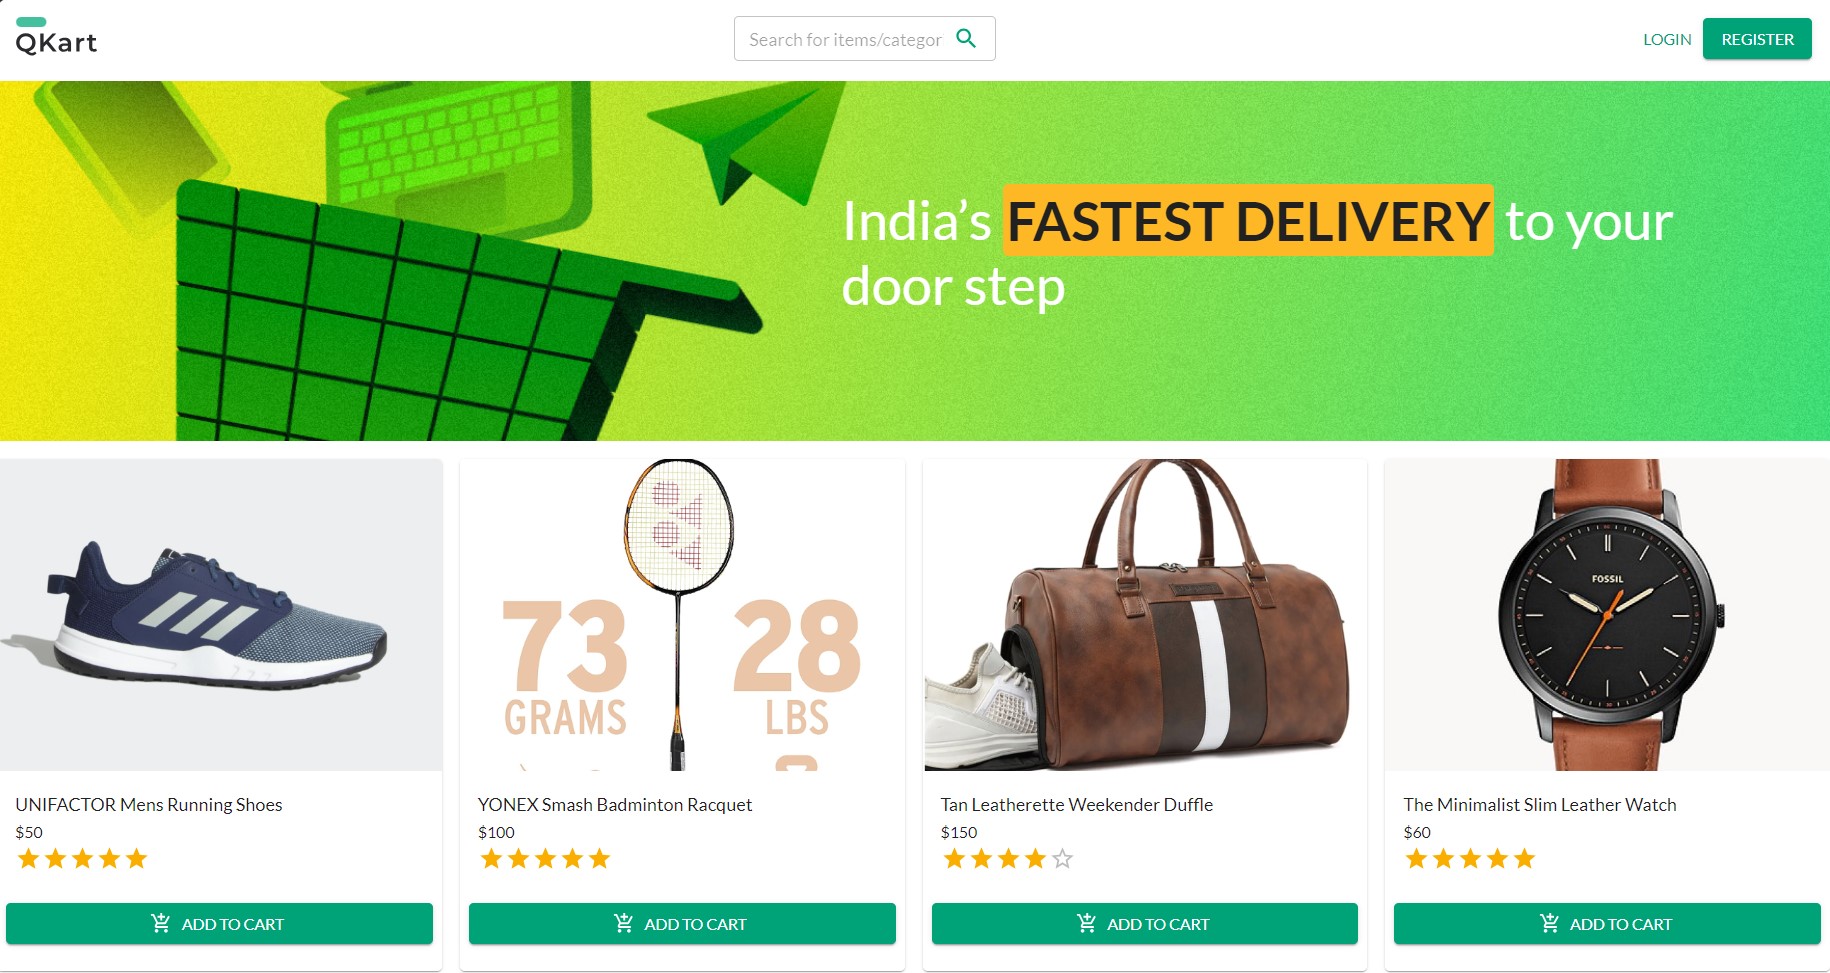 QKart
Search for items/categor
LOGIN
REGISTER
India’s FASTEST DELIVERY to your
door step
73
GRAMS
28
LBS
FOSSIL
UNIFACTOR Mens Running Shoes
$50
ADD TO CART
YONEX Smash Badminton Racquet
$100
ADD TO CART
Tan Leatherette Weekender Duffle
$150
ADD TO CART
The Minimalist Slim Leather Watch
$60
ADD TO CART